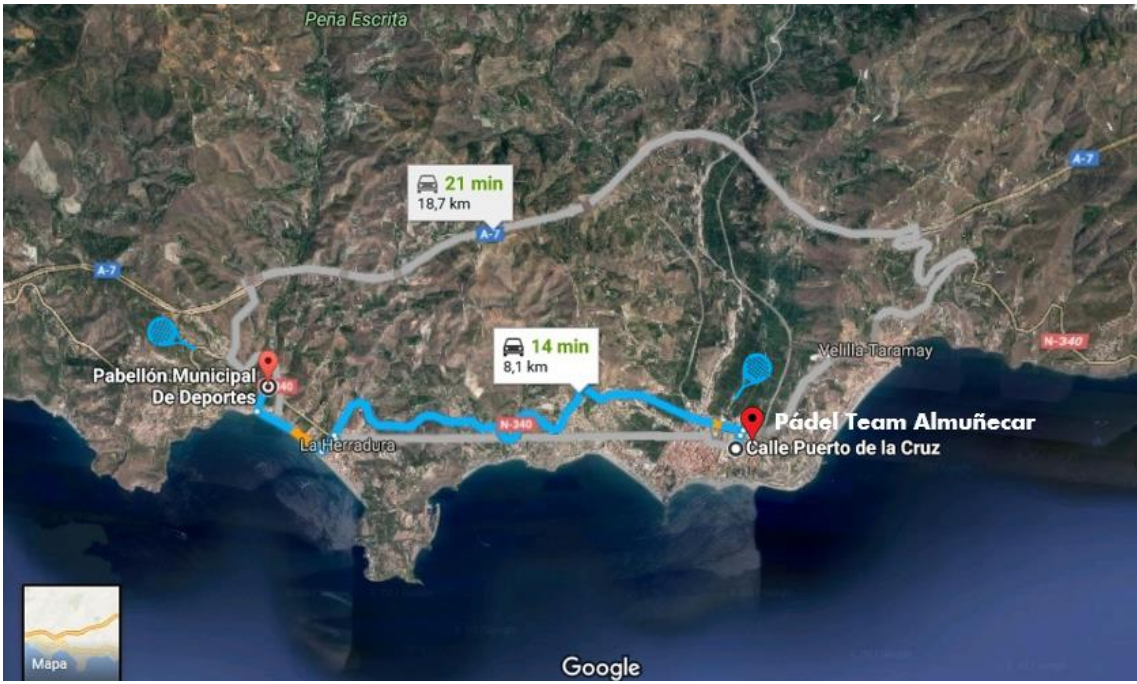 Peña Escrita
A-7
21 min
18,7 km
A-7
A-7
14 min
8,1 km
N-340
Velilla-Taramay
Pabellón Municipal
De Deportes
La Herradura
N-340
Pádel Team Almuñecar
Calle Puerto de la Cruz
Mapa
Google